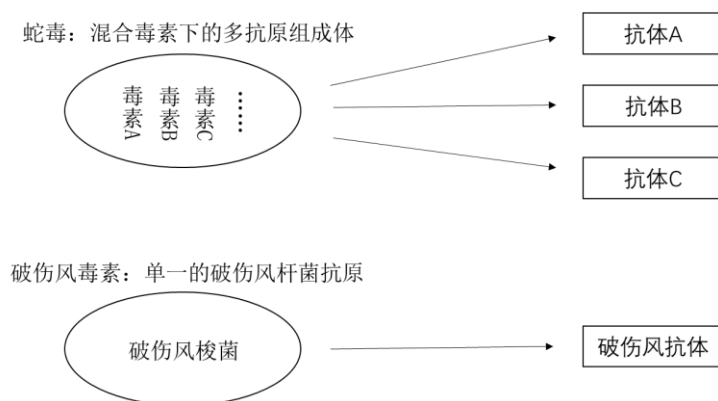 蛇毒：混合毒素下的多抗原组成体
毒素A
毒素B
毒素C
……
抗体A
抗体B
抗体C
破伤风毒素：单一的破伤风杆菌抗原
破伤风梭菌
破伤风抗体